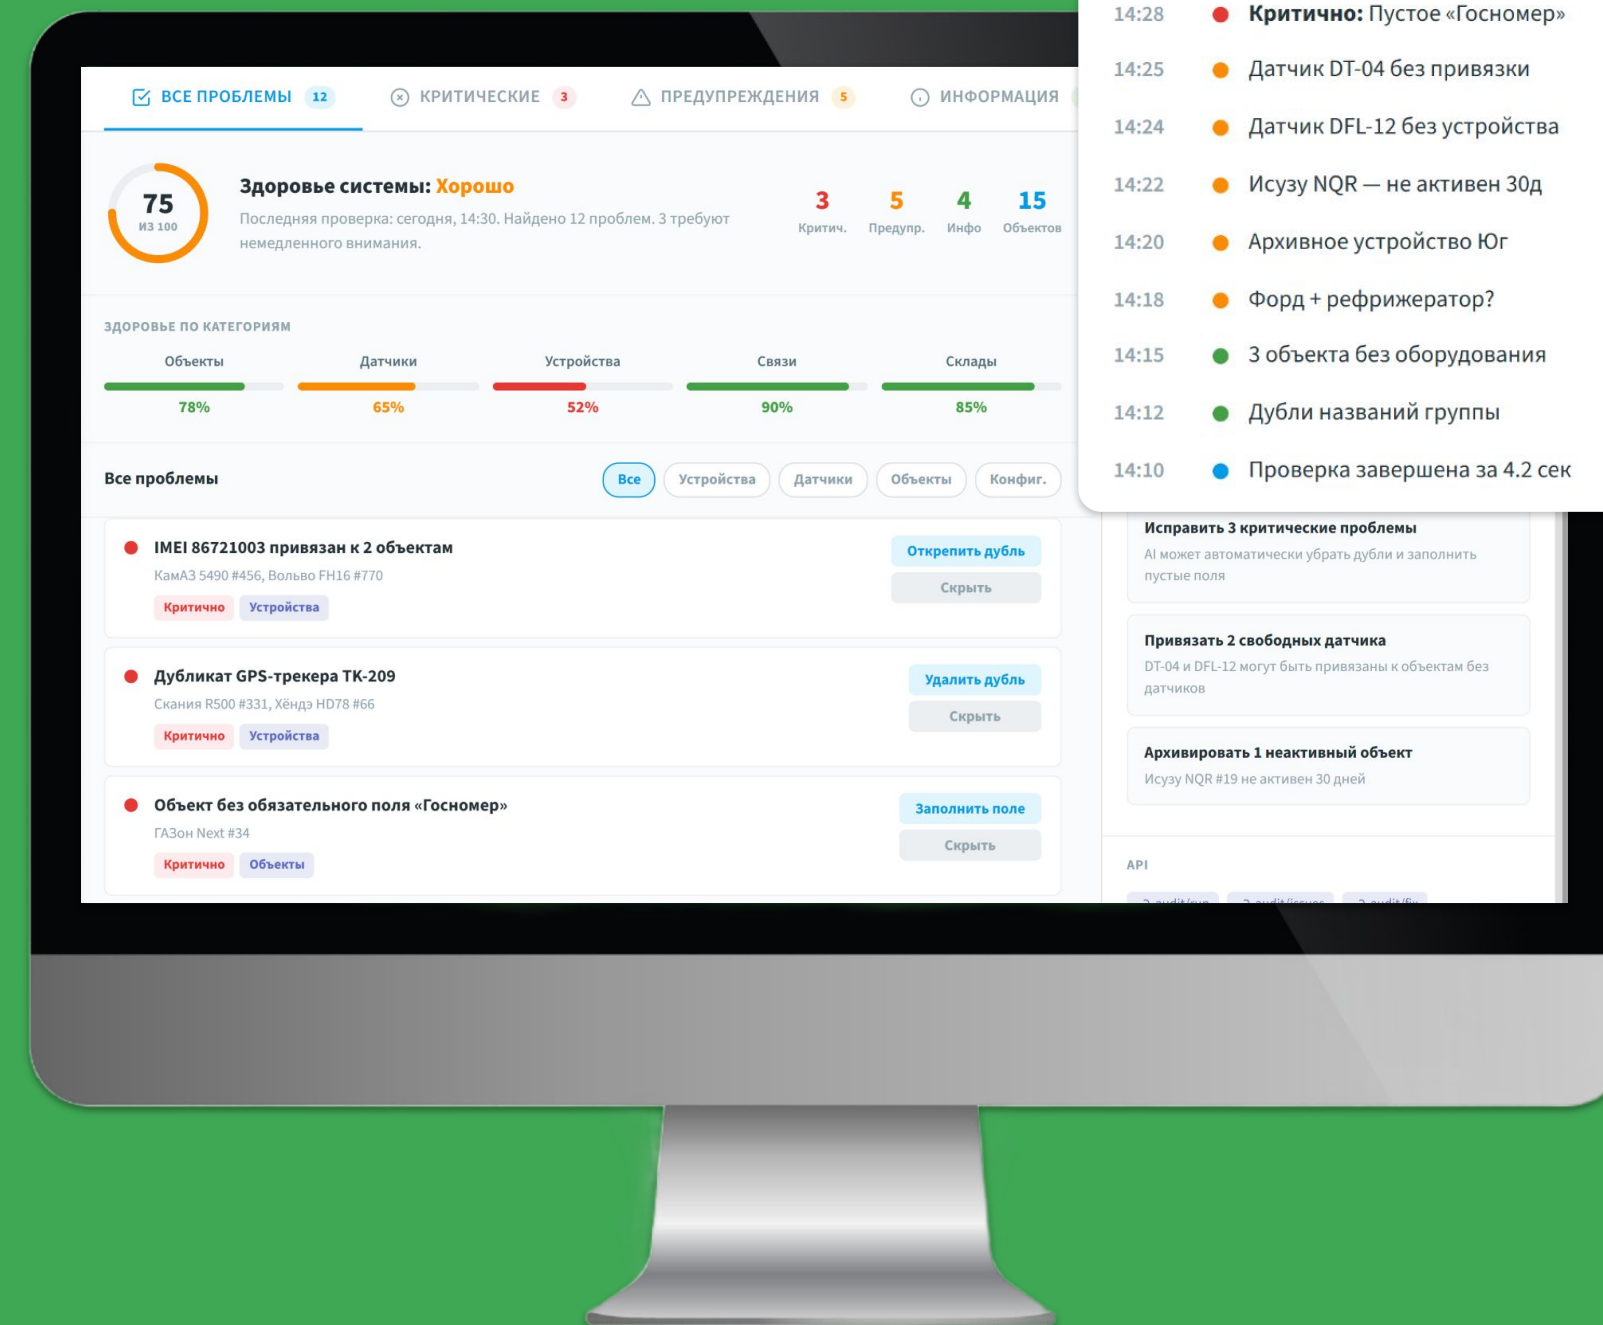 ВСЕ ПРОБЛЕМЫ 12
КРИТИЧЕСКИЕ 3
ПРЕДУПРЕЖДЕНИЯ 5
ИНФОРМАЦИЯ
75
ИЗ 100
Здоровье системы: Хорошо
Последняя проверка: сегодня, 14:30. Найдено 12 проблем. 3 требуют
немедленного внимания.
3
Критич.
5
Предупр.
4
Инфо
15
Объектов
ЗДОРОВЬЕ ПО КАТЕГОРИЯМ
Объекты
78%
Датчики
65%
Устройства
52%
Связи
90%
Склады
85%
Все проблемы
Все
Устройства
Датчики
Объекты
Конфиг.
IMEI 86721003 привязан к 2 объектам
КамАЗ 5490 #456, Вольво FH16 #770
Критично
Устройства
Открепить дубль
Скрыть
Дубликат GPS-трекера TK-209
Скания R500 #331, Хёндэ HD78 #66
Критично
Устройства
Удалить дубль
Скрыть
Объект без обязательного поля «Госномер»
ГАЗон Next #34
Критично
Объекты
Заполнить поле
Скрыть
14:28 Критично: Пустое «Госномер»
14:25 Датчик DT-04 без привязки
14:24 Датчик DFL-12 без устройства
14:22 Исузу NQR — не активен 30д
14:20 Архивное устройство Юг
14:18 Форд + рефрижератор?
14:15 3 объекта без оборудования
14:12 Дубли названий группы
14:10 Проверка завершена за 4.2 сек
Исправить 3 критические проблемы
AI может автоматически убрать дубли и заполнить
пустые поля
Привязать 2 свободных датчика
DT-04 и DFL-12 могут быть привязаны к объектам без
датчиков
Архивировать 1 неактивный объект
Исузу NQR #19 не активен 30 дней
API